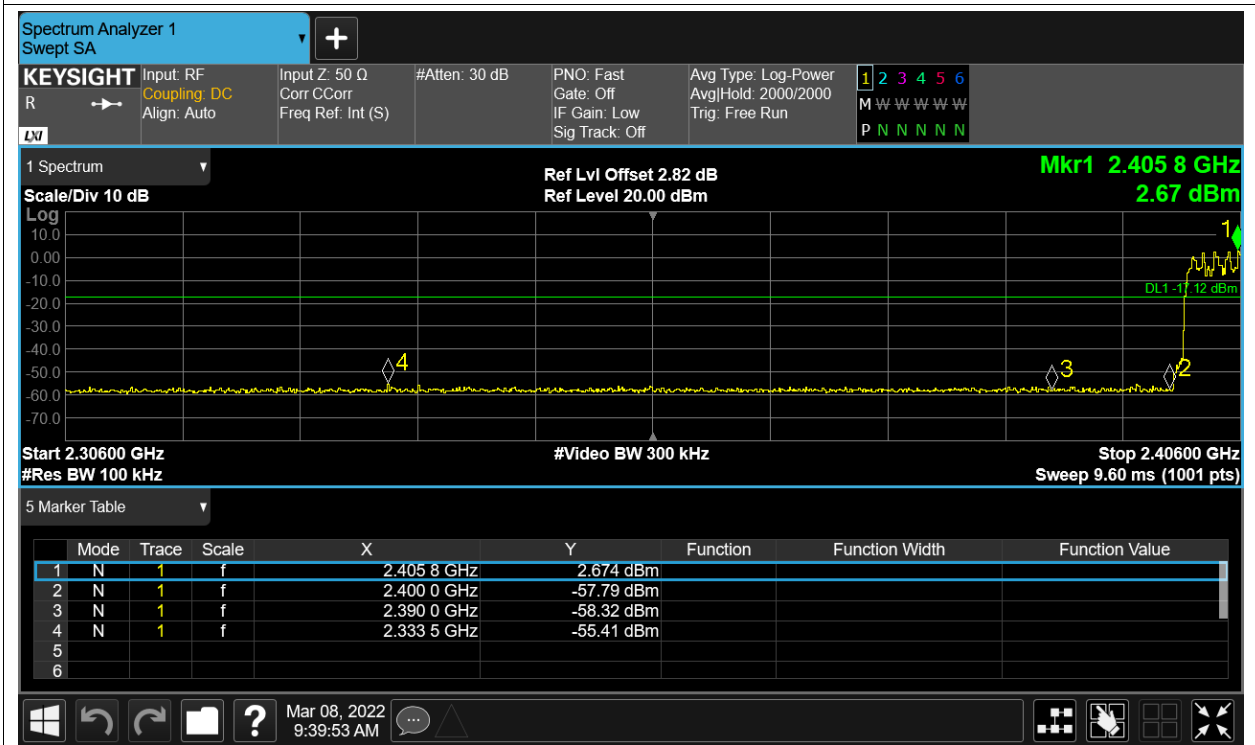 Spectrum Analyzer 1
Swept SA
KEYSIGHT
R
LXI
Input: RF
Coupling: DC
Align: Auto
Input Z: 50 Ω
Corr CCorr
Freq Ref: Int (S)
#Atten: 30 dB
PNO: Fast
Gate: Off
IF Gain: Low
Sig Track: Off
Avg Type: Log-Power
Avg|Hold: 2000/2000
Trig: Free Run
1 2 3 4 5 6
M W W W W W
P N N N N N
1 Spectrum
Scale/Div 10 dB
Ref Lvl Offset 2.82 dB
Ref Level 20.00 dBm
Mkr1 2.405 8 GHz
2.67 dBm
Log
10.0
0.00
-10.0
-20.0
-30.0
-40.0
-50.0
-60.0
-70.0
1
DL1 -17.12 dBm
4
3
2
Start 2.30600 GHz
#Res BW 100 kHz
#Video BW 300 kHz
Stop 2.40600 GHz
Sweep 9.60 ms (1001 pts)
5 Marker Table
Mode Trace Scale X Y Function Function Width Function Value
1 N 1 f 2.405 8 GHz 2.674 dBm
2 N 1 f 2.400 0 GHz -57.79 dBm
3 N 1 f 2.390 0 GHz -58.32 dBm
4 N 1 f 2.333 5 GHz -55.41 dBm
5
6
?
Mar 08, 2022
9:39:53 AM